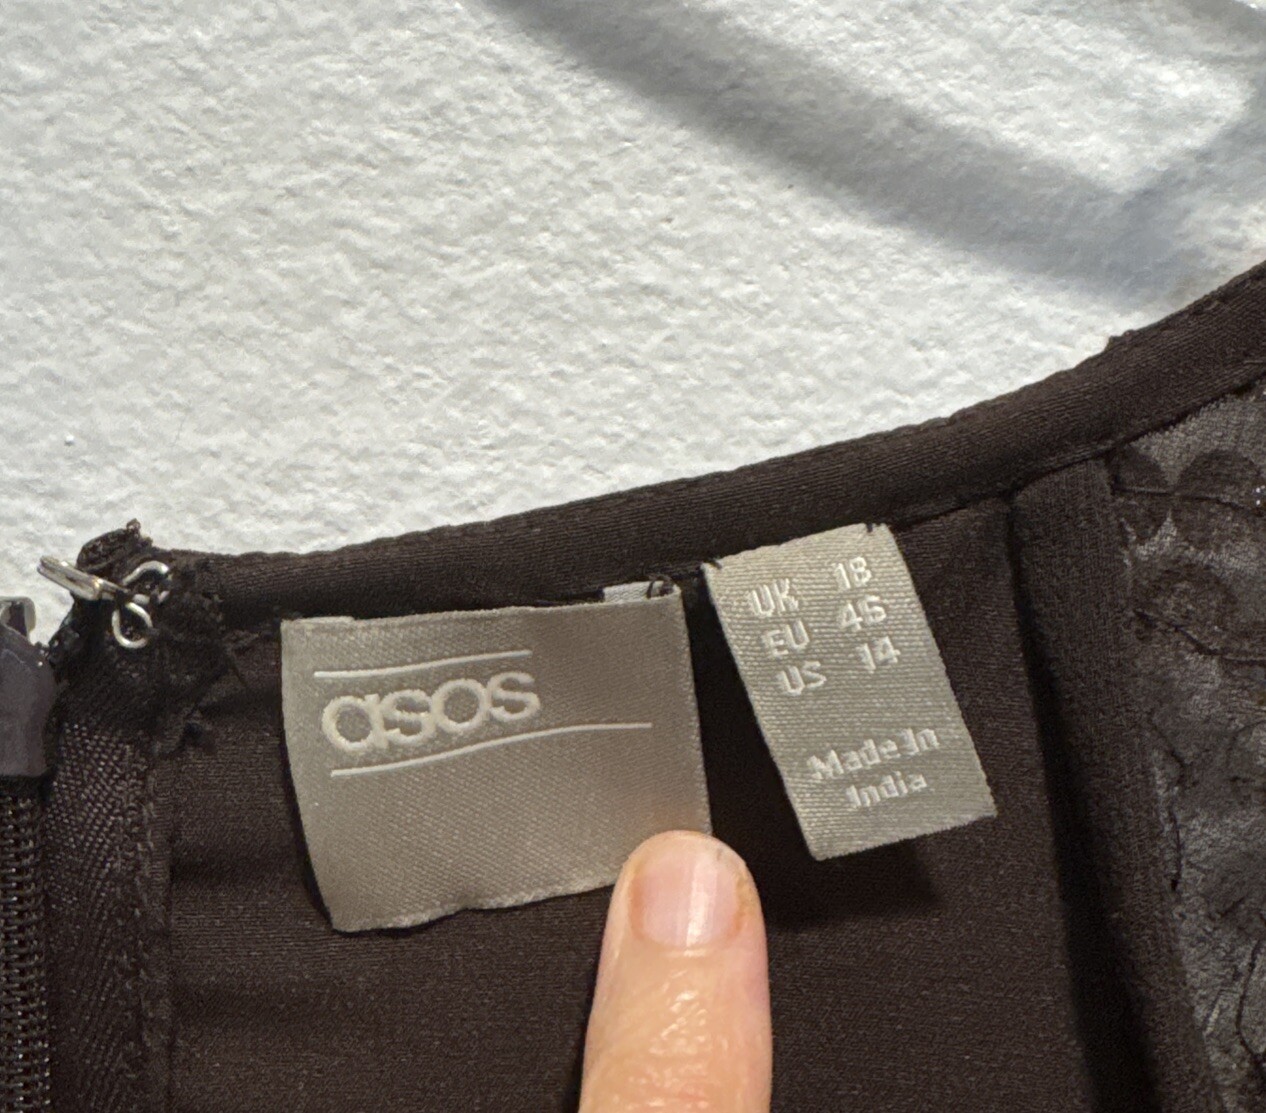 asos
UK 18
EU 46
US 14
Made In
India